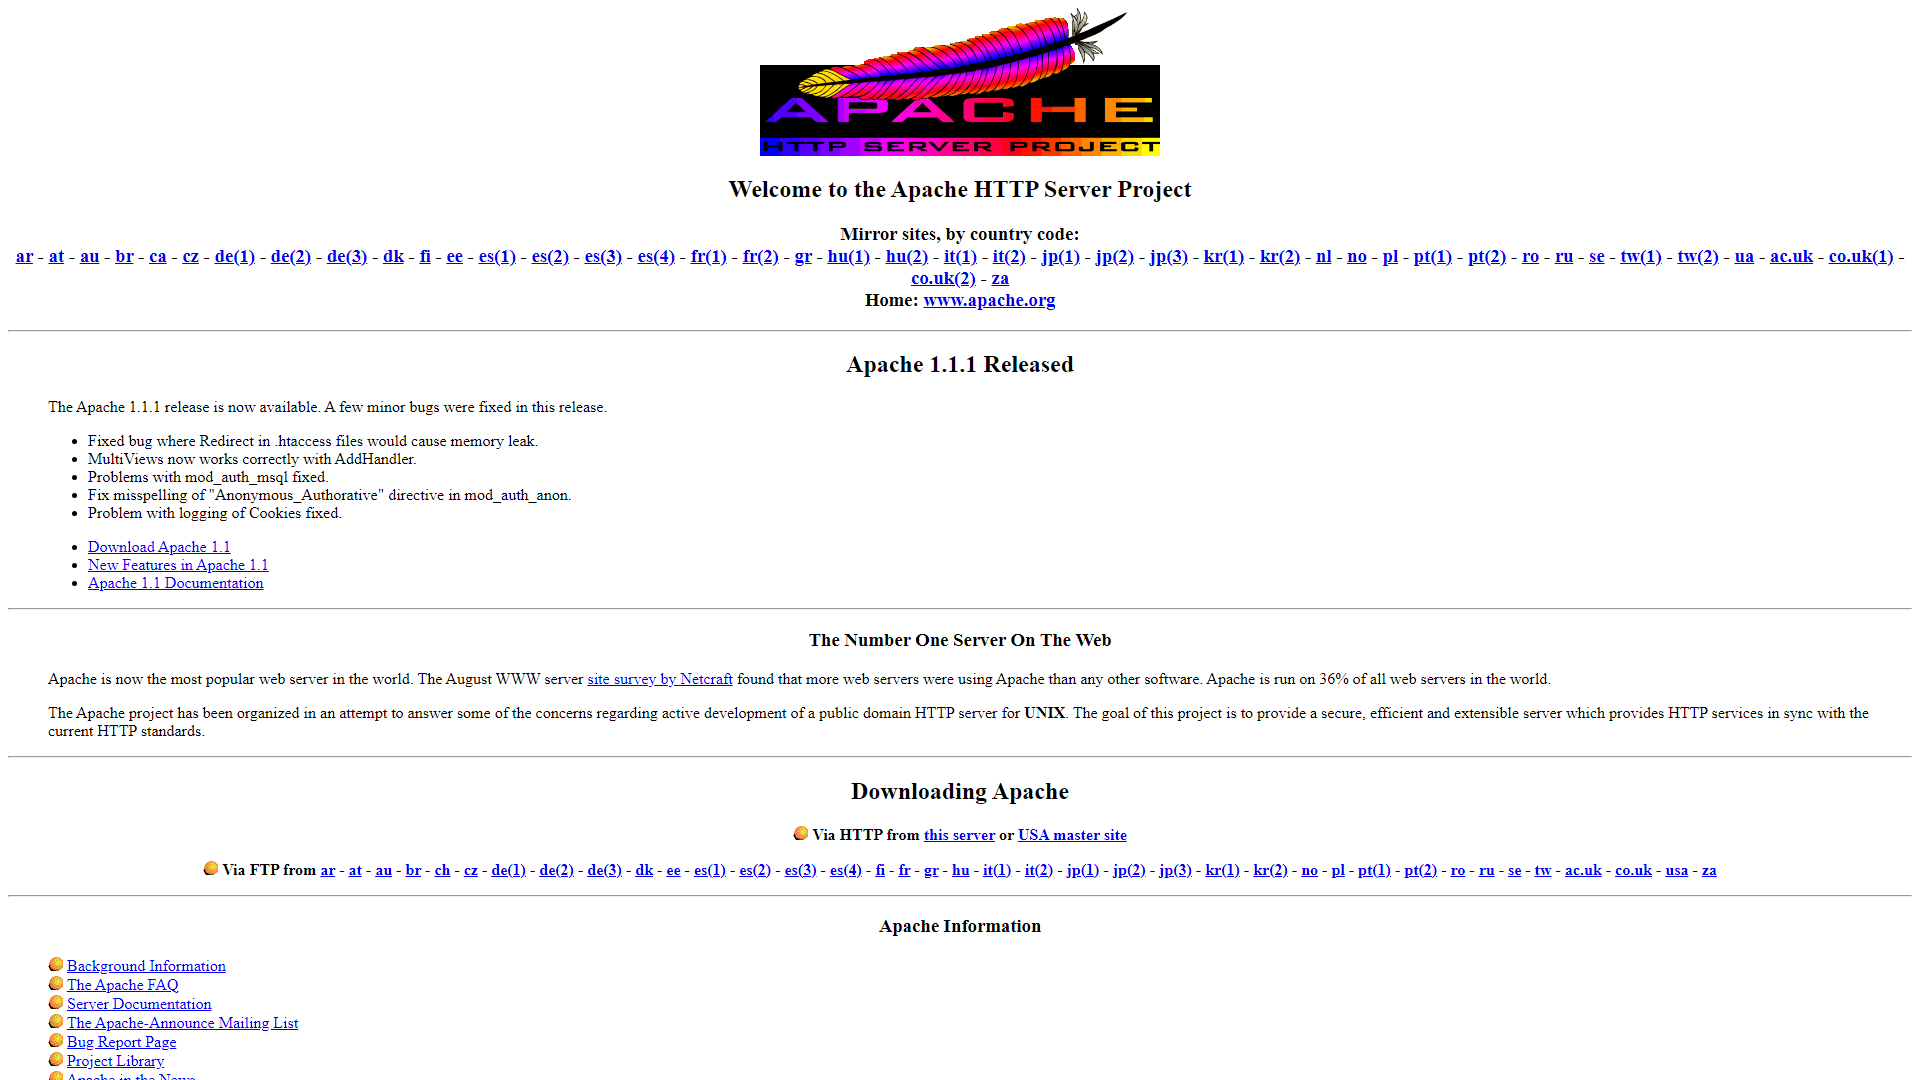 APACHE
HTTP SERVER PROJECT
Welcome to the Apache HTTP Server Project
Mirror sites, by country code:
ar - at - au - br - ca - cz - de(1) - de(2) - de(3) - dk - fi - ee - es(1) - es(2) - es(3) - es(4) - fr(1) - fr(2) - gr - hu(1) - hu(2) - it(1) - it(2) - jp(1) - jp(2) - jp(3) - kr(1) - kr(2) - nl - no - pl - pt(1) - pt(2) - ro - ru - se - tw(1) - tw(2) - ua - ac.uk - co.uk(1) -
co.uk(2) - za
Home: www.apache.org
Apache 1.1.1 Released
The Apache 1.1.1 release is now available. A few minor bugs were fixed in this release.
• Fixed bug where Redirect in .htaccess files would cause memory leak.
• MultiViews now works correctly with AddHandler.
• Problems with mod_auth_msql fixed.
• Fix misspelling of "Anonymous_Authorative" directive in mod_auth_anon.
• Problem with logging of Cookies fixed.
• Download Apache 1.1
• New Features in Apache 1.1
• Apache 1.1 Documentation
The Number One Server On The Web
Apache is now the most popular web server in the world. The August WWW server site survey by Netcraft found that more web servers were using Apache than any other software. Apache is run on 36% of all web servers in the world.
The Apache project has been organized in an attempt to answer some of the concerns regarding active development of a public domain HTTP server for UNIX. The goal of this project is to provide a secure, efficient and extensible server which provides HTTP services in sync with the
current HTTP standards.
Downloading Apache
Via HTTP from this server or USA master site
Via FTP from ar - at - au - br - ch - cz - de(1) - de(2) - de(3) - dk - ee - es(1) - es(2) - es(3) - es(4) - fi - fr - gr - hu - it(1) - it(2) - jp(1) - jp(2) - jp(3) - kr(1) - kr(2) - no - pl - pt(1) - pt(2) - ro - ru - se - tw - ac.uk - co.uk - usa - za
Apache Information
Background Information
The Apache FAQ
Server Documentation
The Apache-Announce Mailing List
Bug Report Page
Project Library
Apache in the News